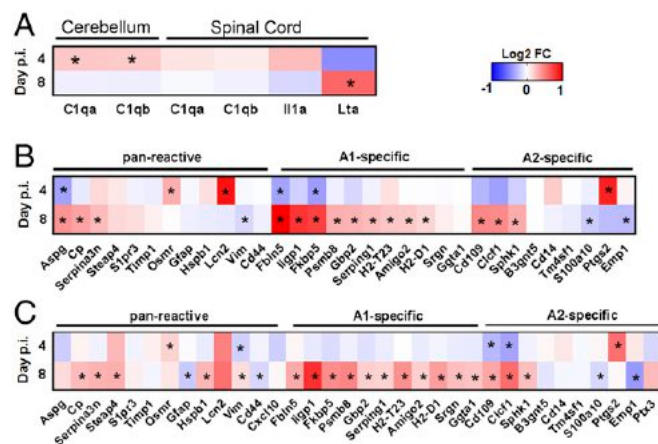 A
Cerebellum Spinal Cord
Day p.i.
4 * *
8 *
C1qa C1qb C1qa C1qb Il1a Lta
Log2 FC
-1 1
B
pan-reactive A1-specific A2-specific
Day p.i.
4 * * * * * *
8 * * * * * * * * * * * * * * * * *
Aspg Cp Serpina3n Steap4 S1pr3 Timp1 Osmr Gfap Hspb1 Lcn2 Vim Cd44 Fbln5 Iigp1 Fkbp5 Psmb8 Gbp2 Serping1 H2-T23 Amigo2 H2-D1 Srgn Ggta1 Cd109 Clcf1 Sphk1 B3gnt5 Cd14 Tm4sf1 S100a10 Ptgs2 Emp1
C
pan-reactive A1-specific A2-specific
Day p.i.
4 * * * * *
8 * * * * * * * * * * * * * * * * * * * * * * *
Aspg Cp Serpina3n Steap4 S1pr3 Timp1 Osmr Gfap Hspb1 Lcn2 Vim Cd44 Cxcl10 Fbln5 Iigp1 Fkbp5 Psmb8 Gbp2 Serping1 H2-T23 Amigo2 H2-D1 Srgn Ggta1 Cd109 Clcf1 Sphk1 B3gnt5 Cd14 Tm4sf1 S100a10 Ptgs2 Emp1 Ptx3